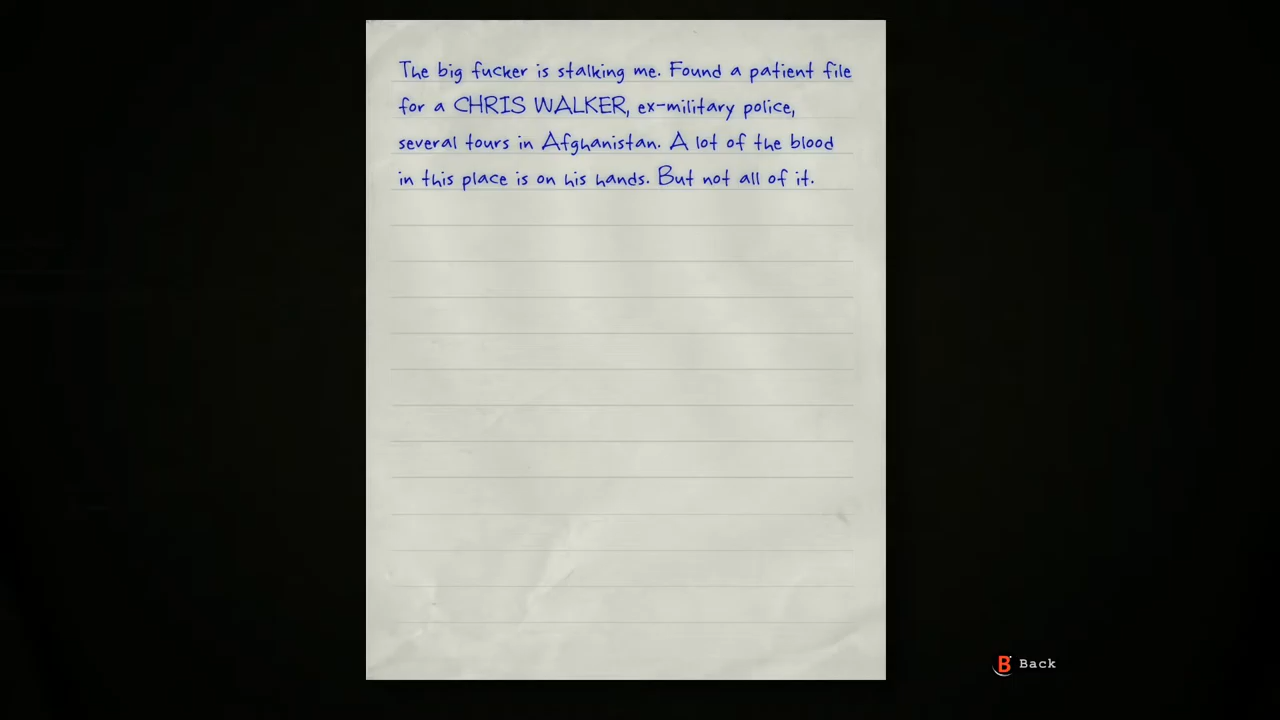 The big fucker is stalking me. Found a patient file
for a CHRIS WALKER, ex-military police,
several tours in Afghanistan. A lot of the blood
in this place is on his hands. But not all of it.
B Back